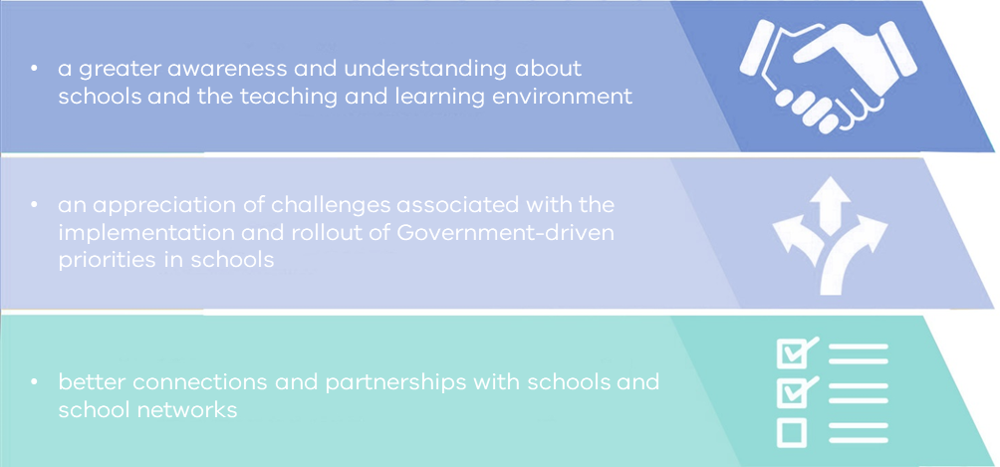 • a greater awareness and understanding about
schools and the teaching and learning environment
• an appreciation of challenges associated with the
implementation and rollout of Government-driven
priorities in schools
• better connections and partnerships with schools and
school networks